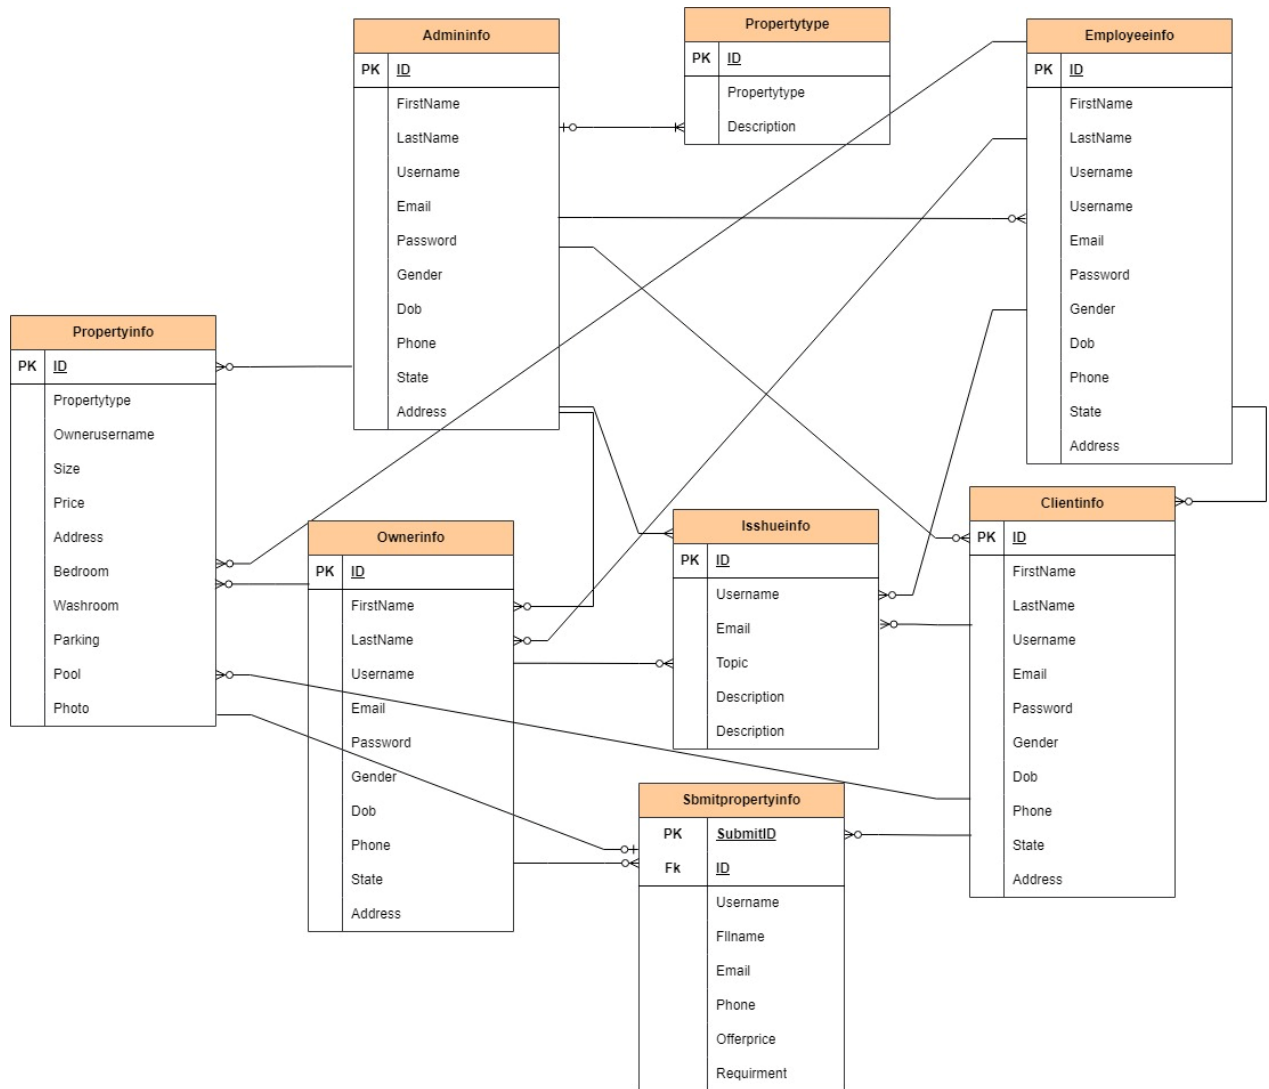 Admininfo
PK ID
FirstName
LastName
Username
Email
Password
Gender
Dob
Phone
State
Address
Propertytype
PK ID
Propertytype
Description
Employeeinfo
PK ID
FirstName
LastName
Username
Username
Email
Password
Gender
Dob
Phone
State
Address
Propertyinfo
PK ID
Propertytype
Ownerusername
Size
Price
Address
Bedroom
Washroom
Parking
Pool
Photo
Ownerinfo
PK ID
FirstName
LastName
Username
Email
Password
Gender
Dob
Phone
State
Address
Isshueinfo
PK ID
Username
Email
Topic
Description
Description
Clientinfo
PK ID
FirstName
LastName
Username
Email
Password
Gender
Dob
Phone
State
Address
Sbmitpropertyinfo
PK SubmitID
Fk ID
Username
Fllname
Email
Phone
Offerprice
Requirment